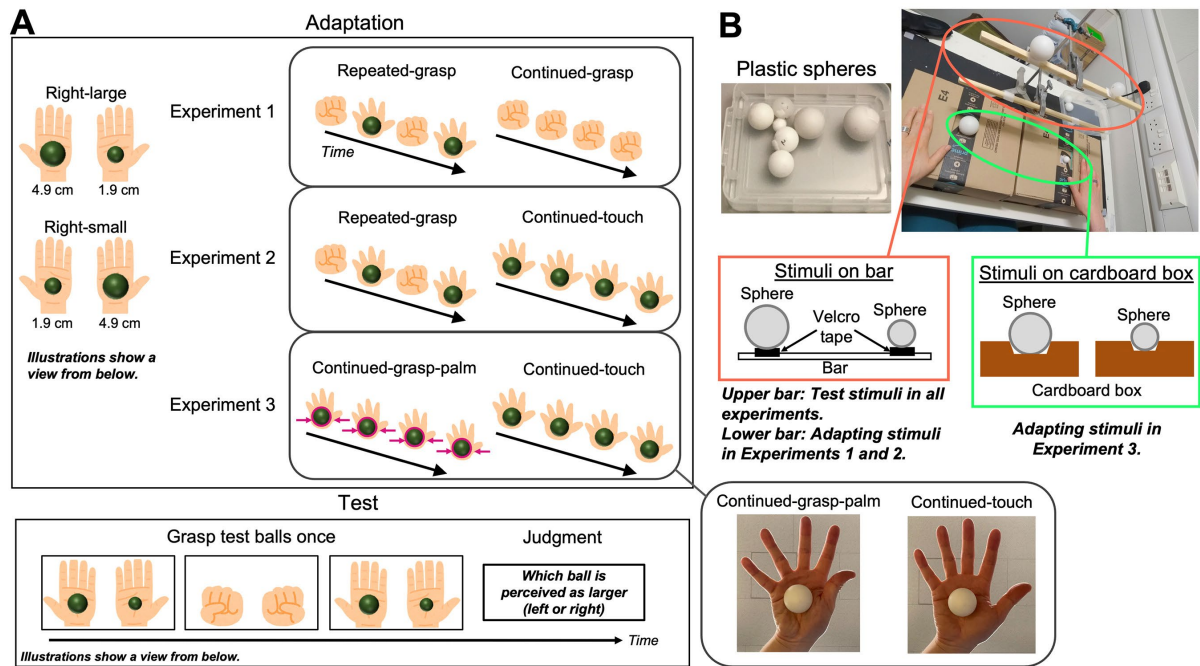 A
Adaptation
Right-large
4.9 cm
1.9 cm
Right-small
1.9 cm
4.9 cm
Illustrations show a
view from below.
Experiment 1
Repeated-grasp
Continued-grasp
Time
Experiment 2
Repeated-grasp
Continued-touch
Experiment 3
Continued-grasp-palm
Continued-touch
Test
Grasp test balls once
Judgment
Which ball is
perceived as larger
(left or right)
Time
Illustrations show a view from below.
B
Plastic spheres
E4
Stimuli on bar
Sphere
Velcro
tape
Sphere
Bar
Upper bar: Test stimuli in all
experiments.
Lower bar: Adapting stimuli
in Experiments 1 and 2.
Stimuli on cardboard box
Sphere
Sphere
Cardboard box
Adapting stimuli in
Experiment 3.
Continued-grasp-palm
Continued-touch